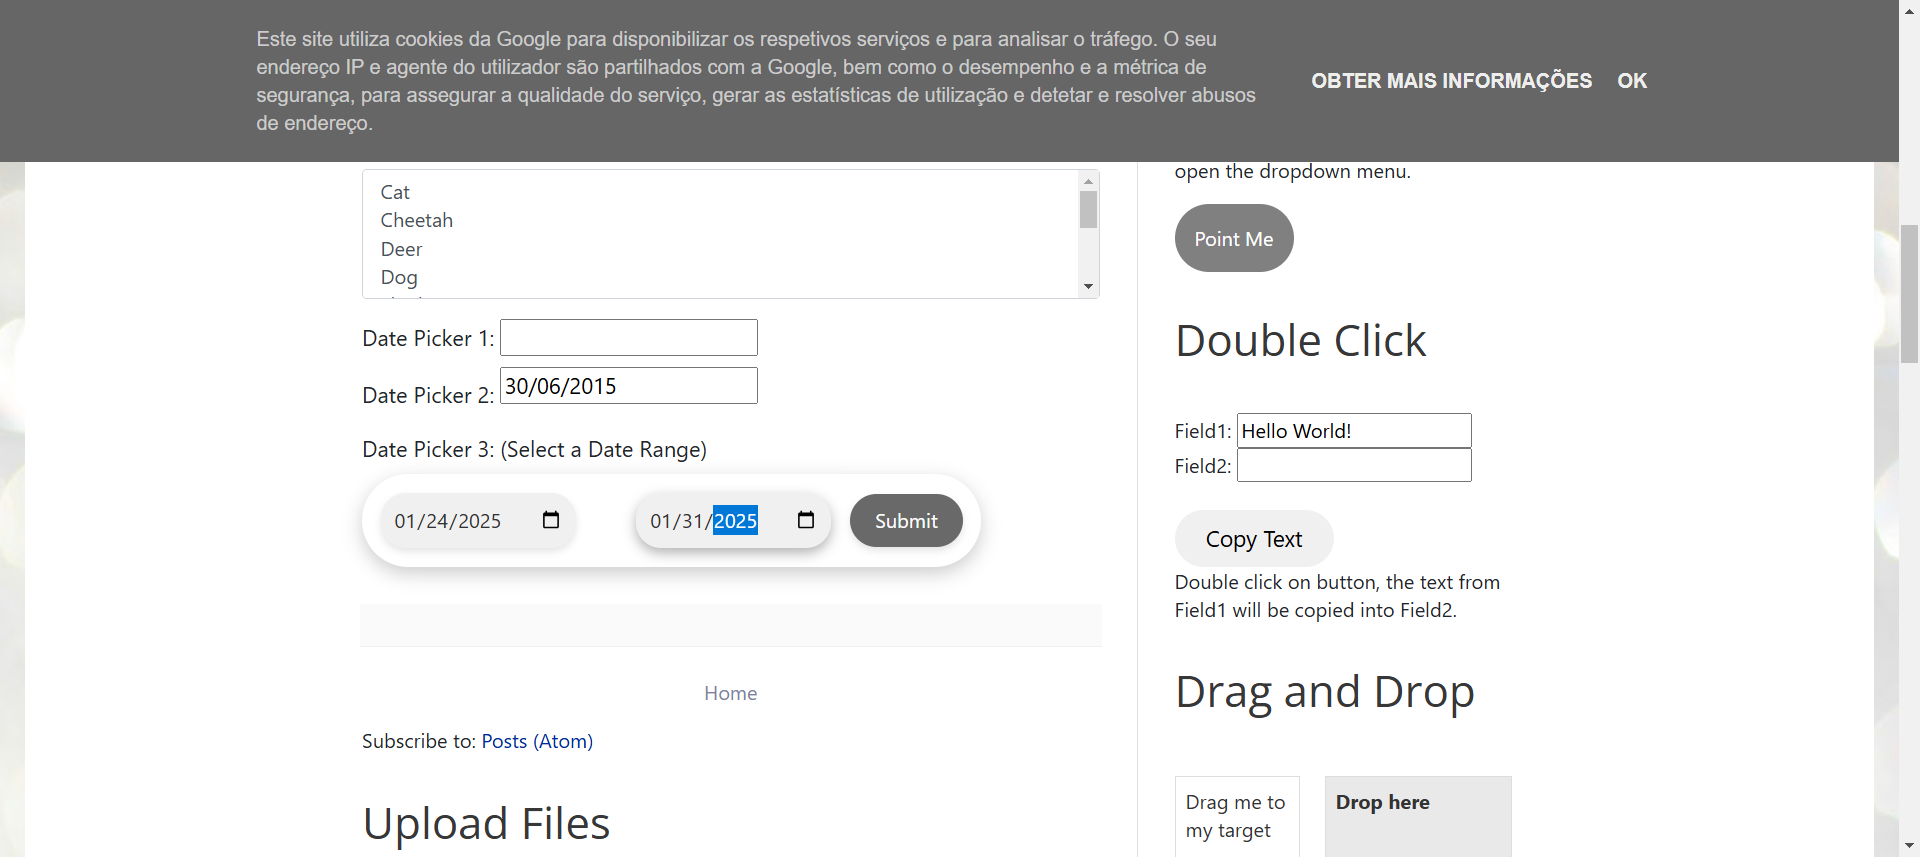 Este site utiliza cookies da Google para disponibilizar os respetivos serviços e para analisar o tráfego. O seu
endereço IP e agente do utilizador são partilhados com a Google, bem como o desempenho e a métrica de
segurança, para assegurar a qualidade do serviço, gerar as estatísticas de utilização e detetar e resolver abusos
de endereço.
OBTER MAIS INFORMAÇÕES OK
Cat
Cheetah
Deer
Dog
Date Picker 1:
Date Picker 2: 30/06/2015
Date Picker 3: (Select a Date Range)
01/24/2025 01/31/2025 Submit
Home
Subscribe to: Posts (Atom)
Upload Files
open the dropdown menu.
Point Me
Double Click
Field1: Hello World!
Field2:
Copy Text
Double click on button, the text from
Field1 will be copied into Field2.
Drag and Drop
Drag me to
my target
Drop here